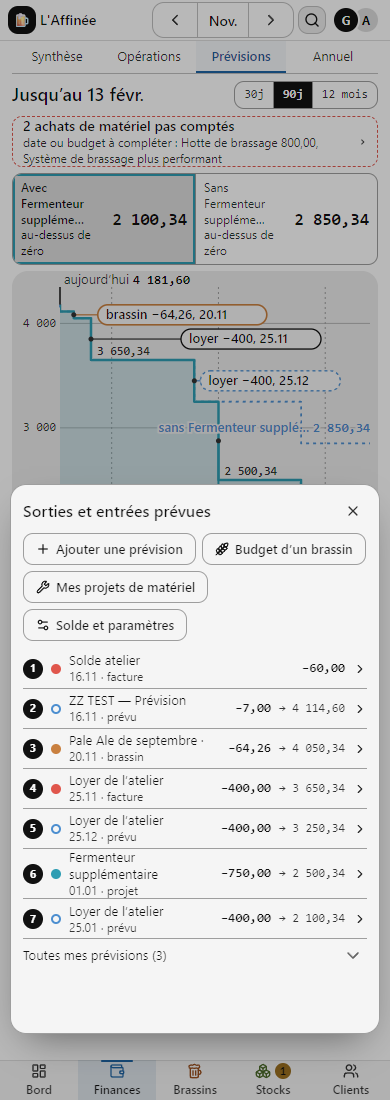 L'Affinée
Nov.
G
A
Synthèse
Opérations
Prévisions
Annuel
Jusqu'au 13 févr.
30j
90j
12 mois
2 achats de matériel pas comptés
date ou budget à compléter : Hotte de brassage 800,00,
Système de brassage plus performant
Avec
Fermenteur
suppléme…
au-dessus de
zéro
2 100,34
Sans
Fermenteur
suppléme…
au-dessus de
zéro
2 850,34
aujourd'hui 4 181,60
brassin −64,26, 20.11
4 000
loyer −400, 25.11
3 650,34
loyer −400, 25.12
sans Fermenteur supplé… 2 850,34
3 000
2 500,34
Sorties et entrées prévues
Ajouter une prévision
Budget d'un brassin
Mes projets de matériel
Solde et paramètres
1 Solde atelier −60,00
16.11 · facture
2 ZZ TEST — Prévision −7,00 → 4 114,60
16.11 · prévu
3 Pale Ale de septembre · −64,26 → 4 050,34
20.11 · brassin
4 Loyer de l'atelier −400,00 → 3 650,34
25.11 · facture
5 Loyer de l'atelier −400,00 → 3 250,34
25.12 · prévu
6 Fermenteur
supplémentaire −750,00 → 2 500,34
01.01 · projet
7 Loyer de l'atelier −400,00 → 2 100,34
25.01 · prévu
Toutes mes prévisions (3)
Bord
Finances
Brassins
1
Stocks
Clients